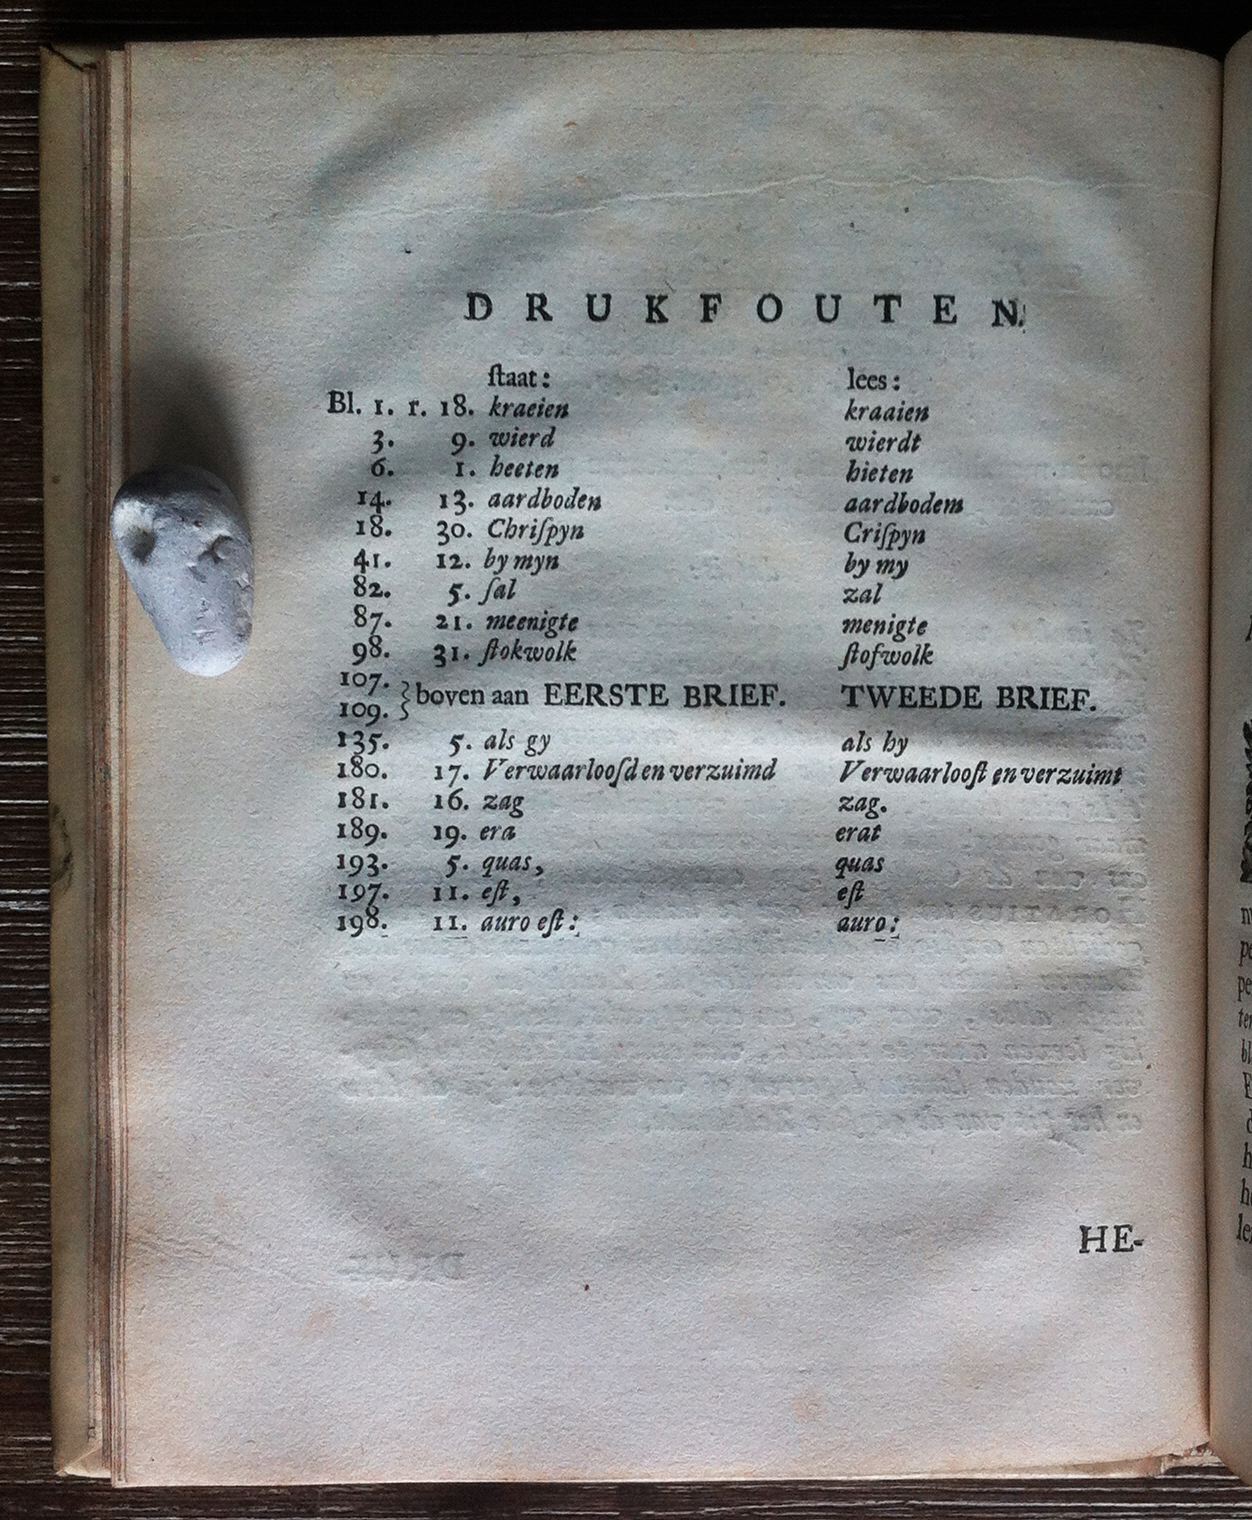 DRUKFOUTEN.
ſtaat: lees:
Bl. 1. r. 18. kraeien kraaien
3. 9. wierd wierdt
6. 1. heeten hieten
14. 13. aardboden aardbodem
18. 30. Chriſpyn Criſpyn
41. 12. by myn by my
82. 5. ſal zal
87. 21. meenigte menigte
98. 31. ſtokwolk ſtofwolk
107.
109. } boven aan EERSTE BRIEF. TWEEDE BRIEF.
135. 5. als gy als hy
180. 17. Verwaarlooſd en verzuimd Verwaarlooſt en verzuimt
181. 16. zag zag.
189. 19. era erat
193. 5. quas, quas
197. 11. eſt, eſt
198. 11. auro eſt: auro:
HE-